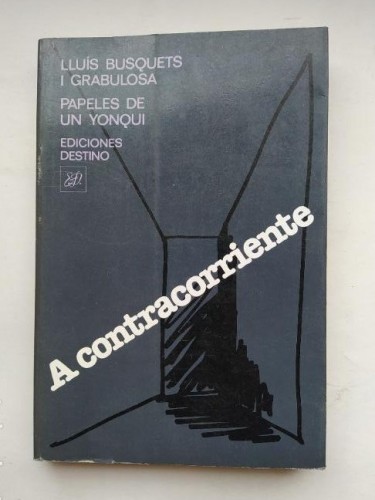 LLUÍS BUSQUETS
I GRABULOSA
PAPELES DE
UN YONQUI
EDICIONES
DESTINO
A contracorriente